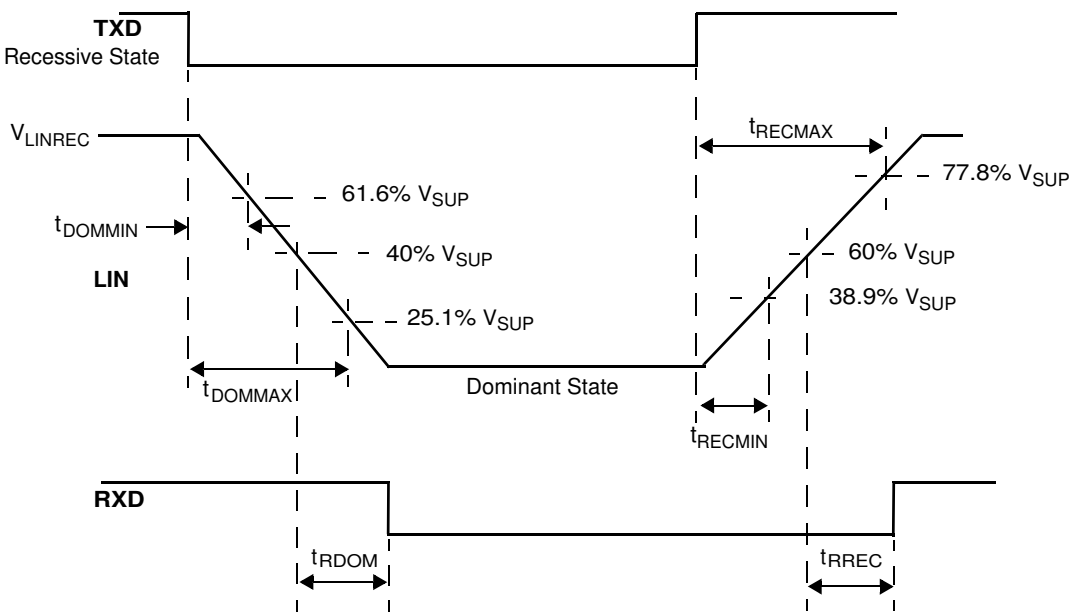 TXD
Recessive State
VLINREC
tRECMAX
77.8% VSUP
61.6% VSUP
tDOMMIN
40% VSUP
60% VSUP
LIN
38.9% VSUP
25.1% VSUP
tDOMMAX
Dominant State
tRECMIN
RXD
tRDOM
tRREC